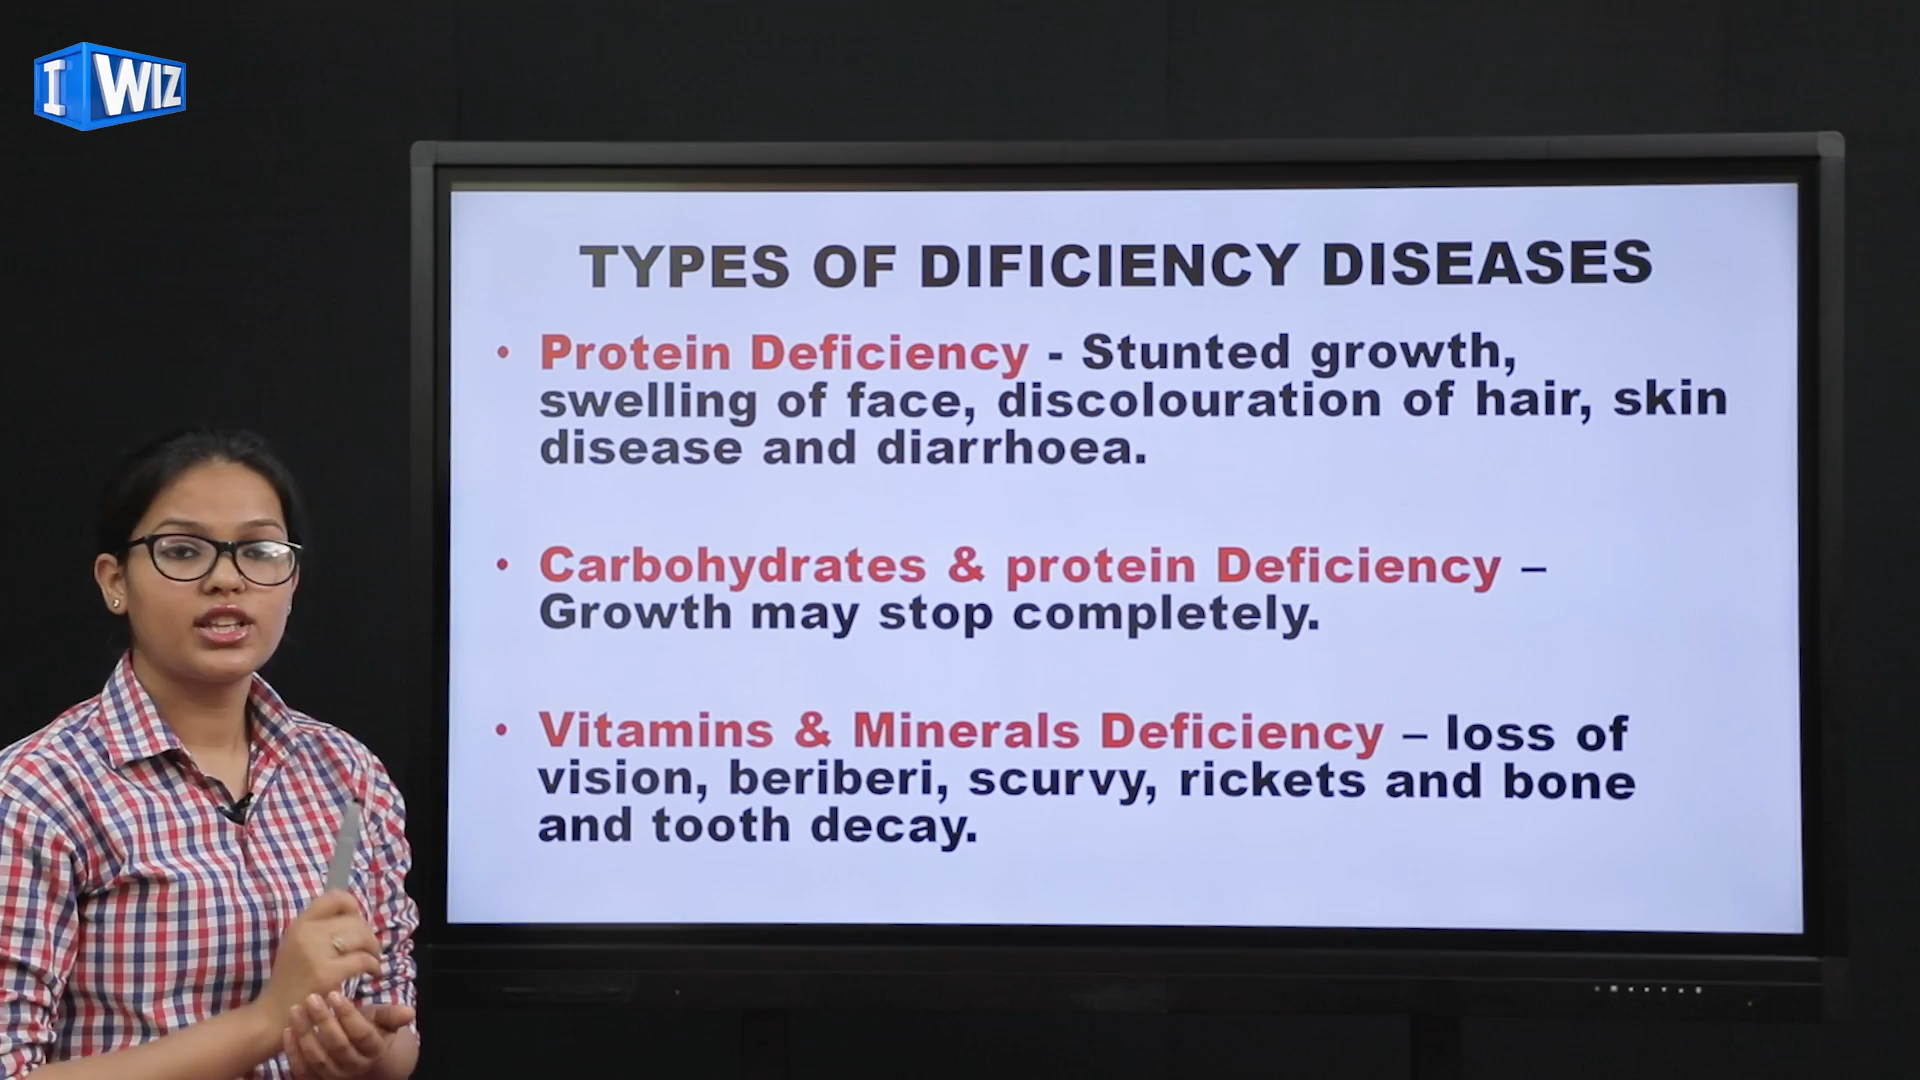 I WIZ
TYPES OF DIFICIENCY DISEASES
• Protein Deficiency - Stunted growth,
swelling of face, discolouration of hair, skin
disease and diarrhoea.
• Carbohydrates & protein Deficiency –
Growth may stop completely.
• Vitamins & Minerals Deficiency – loss of
vision, beriberi, scurvy, rickets and bone
and tooth decay.